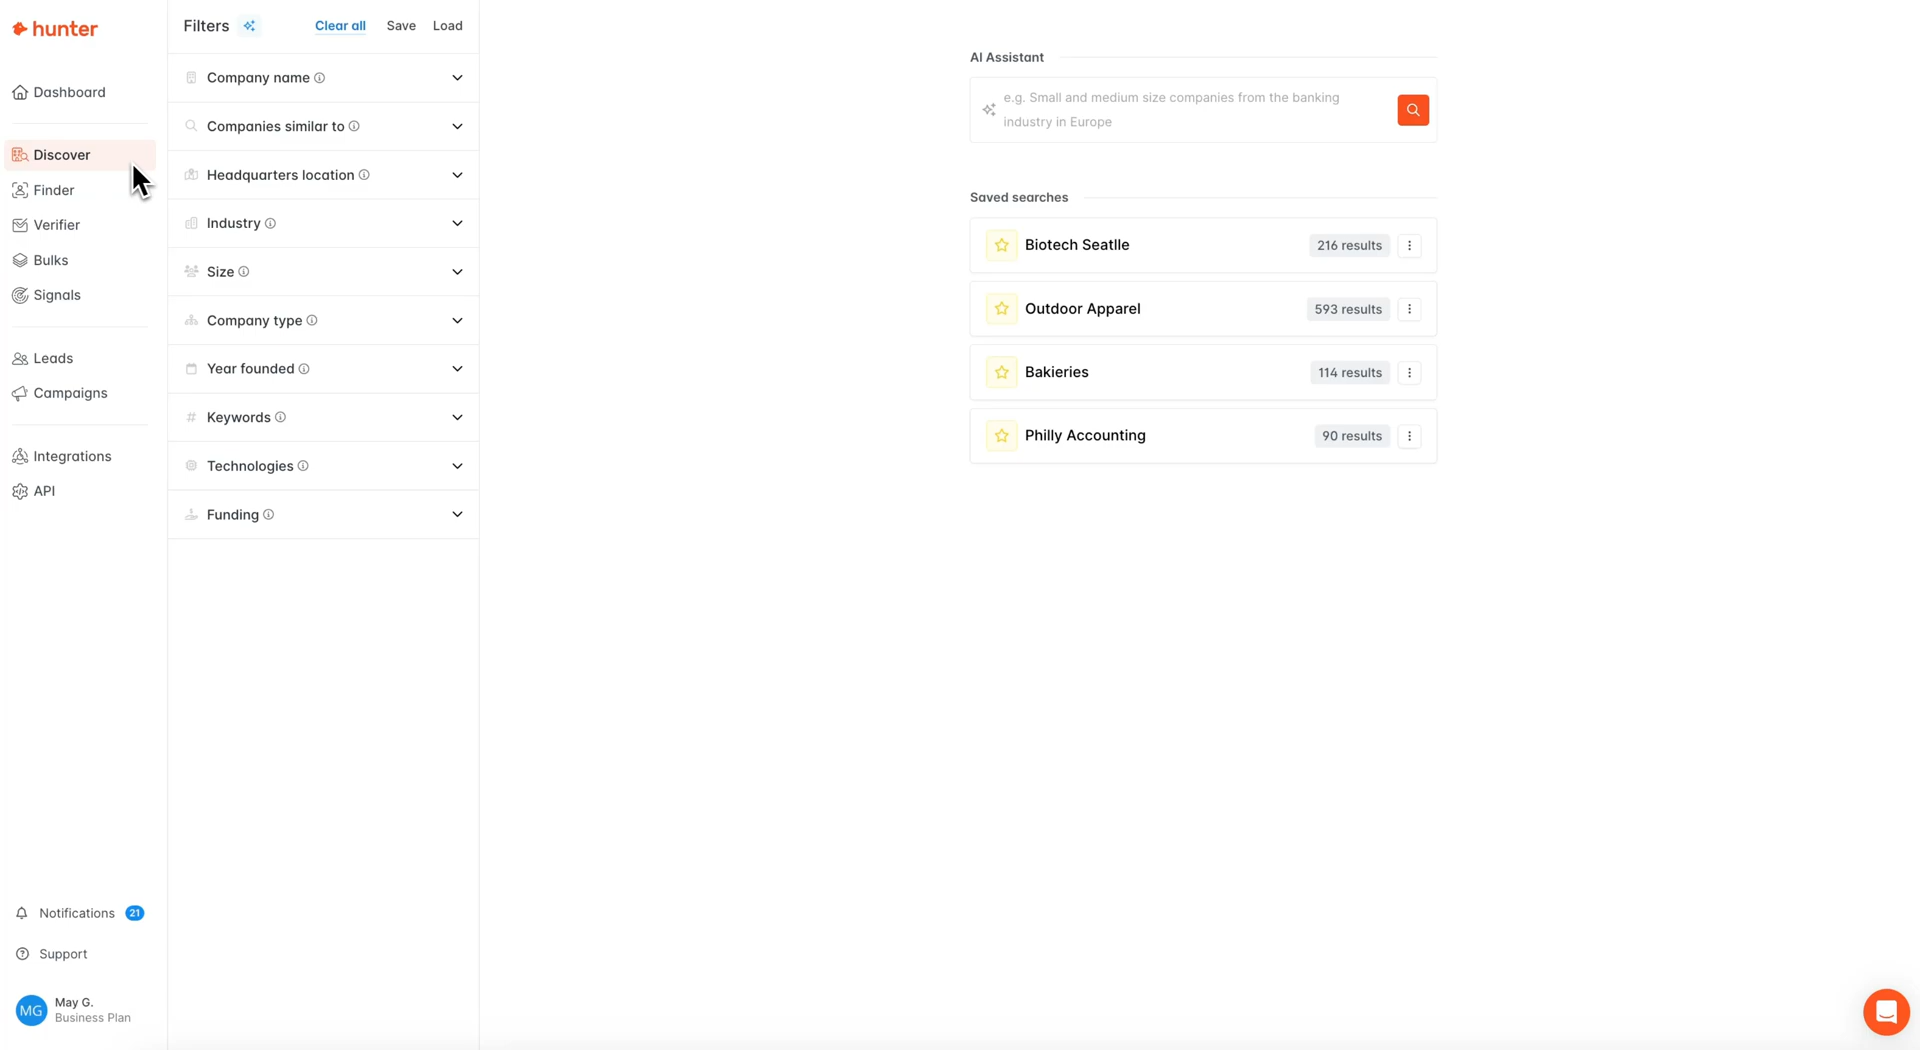 hunter
Dashboard
Discover
Finder
Verifier
Bulks
Signals
Leads
Campaigns
Integrations
API
Notifications 21
Support
MG
May G.
Business Plan
Filters Clear all Save Load
Company name
Companies similar to
Headquarters location
Industry
Size
Company type
Year founded
# Keywords
Technologies
Funding
AI Assistant
e.g. Small and medium size companies from the banking
industry in Europe
Saved searches
Biotech Seatlle 216 results
Outdoor Apparel 593 results
Bakieries 114 results
Philly Accounting 90 results